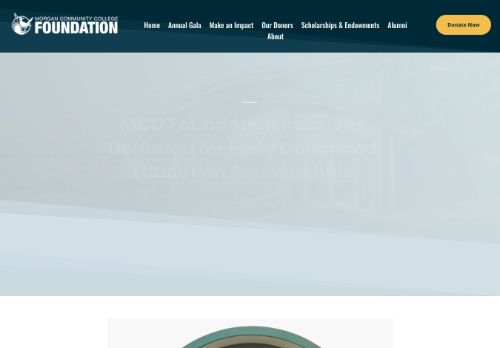 MORGAN COMMUNITY COLLEGE
FOUNDATION
Home Annual Gala Make an Impact Our Donors Scholarships & Endowments Alumni
About
Donate Now
MCC Foundation Receives
Donation for Early Childhood
Education Scholarship